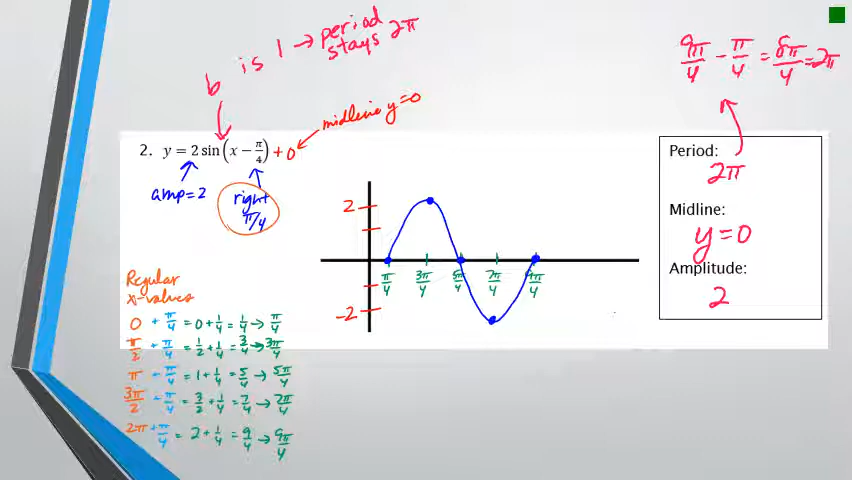 b is 1 → period
stays 2π
9π/4 − π/4 = 8π/4 = 2π
midline y=0
2. y = 2 sin(x − π/4) + 0
amp=2
right
π/4
Period:
2π
Midline:
y=0
Amplitude:
2
2
-2
π/4 3π/4 5π/4 7π/4 9π/4
Regular
x-values
0 + π/4 = 0 + 1/4 = 1/4 → π/4
π/2 + π/4 = 1/2 + 1/4 = 3/4 → 3π/4
π + π/4 = 1 + 1/4 = 5/4 → 5π/4
3π/2 + π/4 = 3/2 + 1/4 = 7/4 → 7π/4
2π + π/4 = 2 + 1/4 = 9/4 → 9π/4